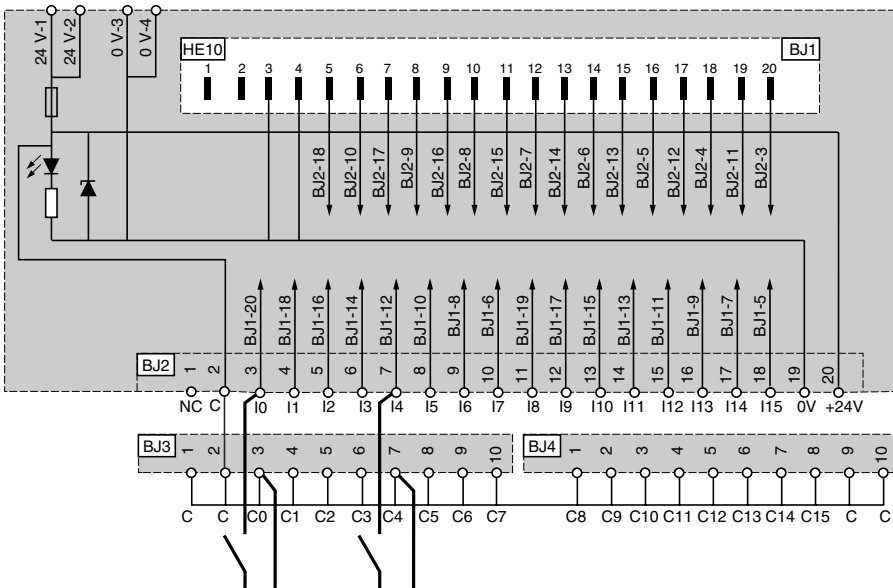 24 V-1 24 V-2 0 V-3 0 V-4
HE10 BJ1
1 2 3 4 5 6 7 8 9 10 11 12 13 14 15 16 17 18 19 20
BJ2-18 BJ2-10 BJ2-17 BJ2-9 BJ2-16 BJ2-8 BJ2-15 BJ2-7 BJ2-14 BJ2-6 BJ2-13 BJ2-5 BJ2-12 BJ2-4 BJ2-11 BJ2-3
BJ1-20 BJ1-18 BJ1-16 BJ1-14 BJ1-12 BJ1-10 BJ1-8 BJ1-6 BJ1-19 BJ1-17 BJ1-15 BJ1-13 BJ1-11 BJ1-9 BJ1-7 BJ1-5
BJ2 1 2 3 4 5 6 7 8 9 10 11 12 13 14 15 16 17 18 19 20
NC C I0 I1 I2 I3 I4 I5 I6 I7 I8 I9 I10 I11 I12 I13 I14 I15 0V +24V
BJ3 1 2 3 4 5 6 7 8 9 10 BJ4 1 2 3 4 5 6 7 8 9 10
C C C0 C1 C2 C3 C4 C5 C6 C7 C8 C9 C10 C11 C12 C13 C14 C15 C C